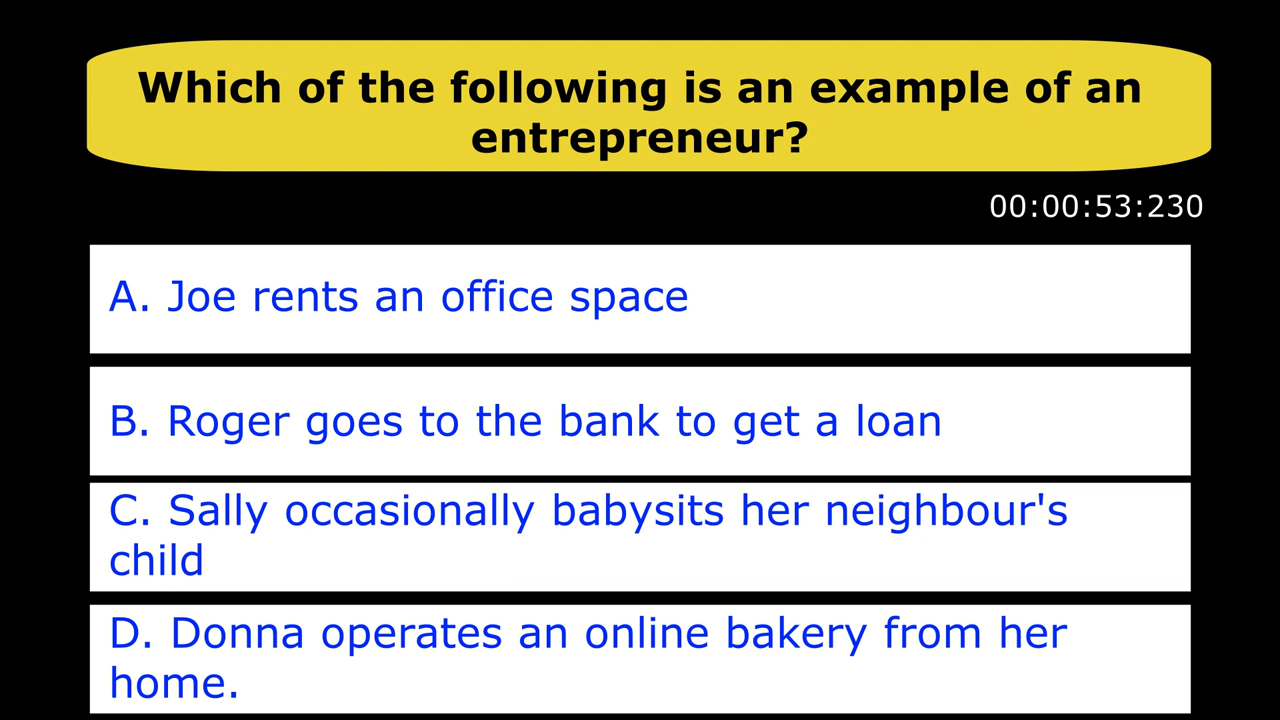 Which of the following is an example of an
entrepreneur?
00:00:53:230
A. Joe rents an office space
B. Roger goes to the bank to get a loan
C. Sally occasionally babysits her neighbour's
child
D. Donna operates an online bakery from her
home.